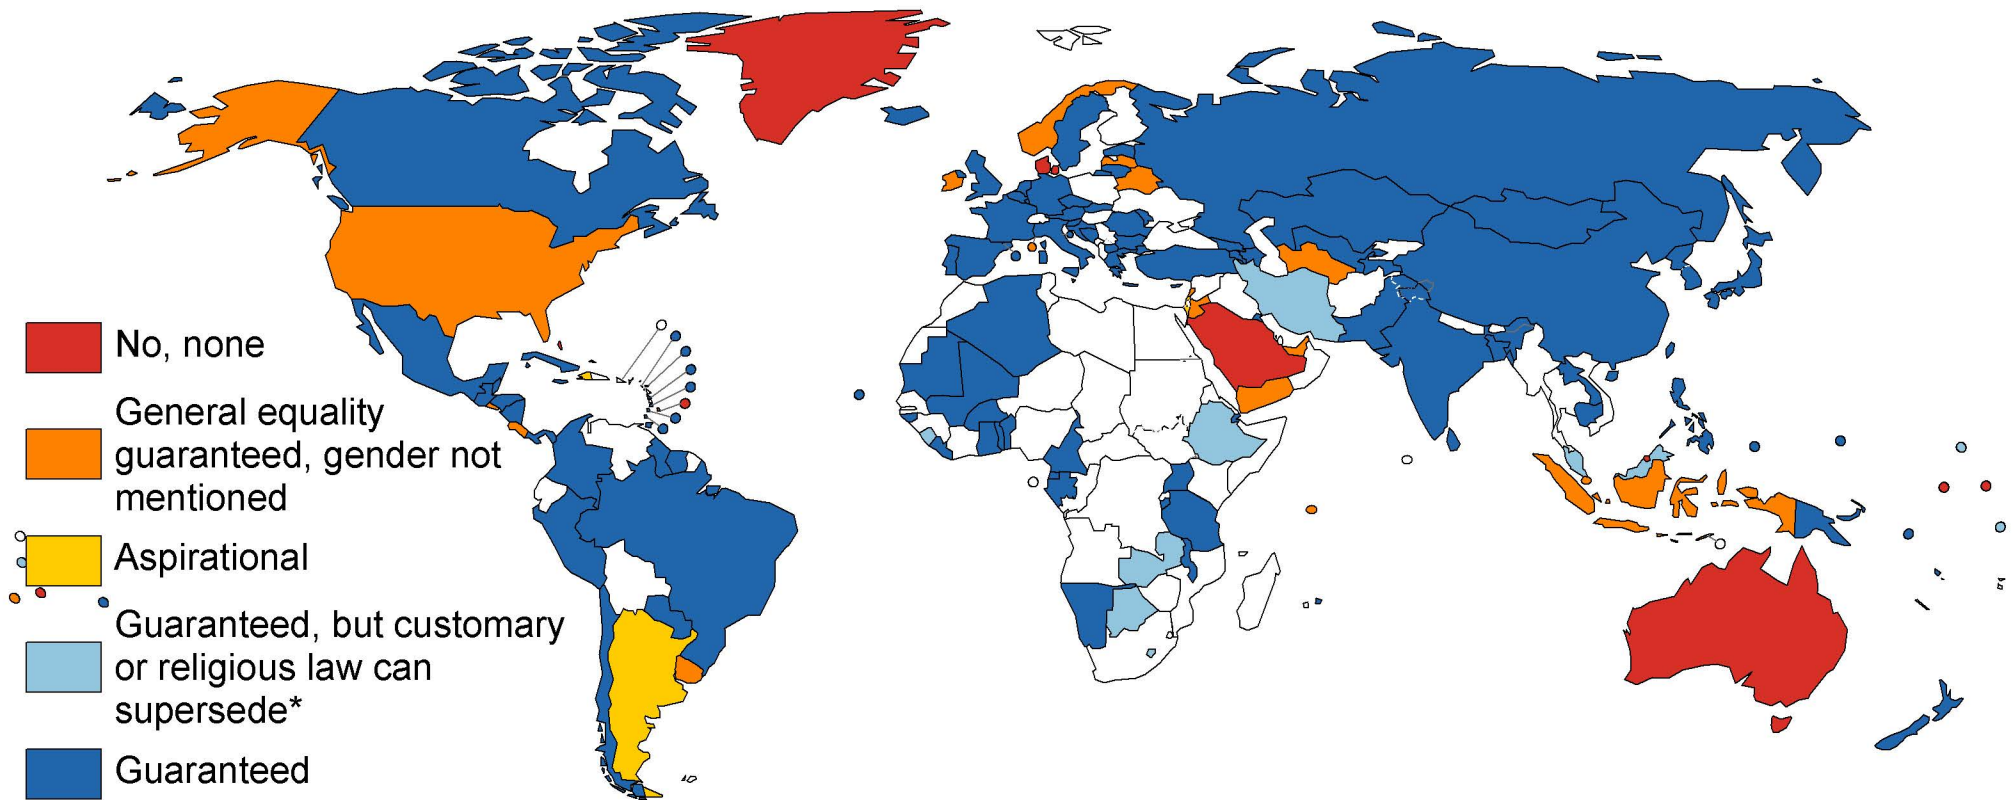 No, none
General equality
guaranteed, gender not
mentioned
Aspirational
Guaranteed, but customary
or religious law can
supersede*
Guaranteed